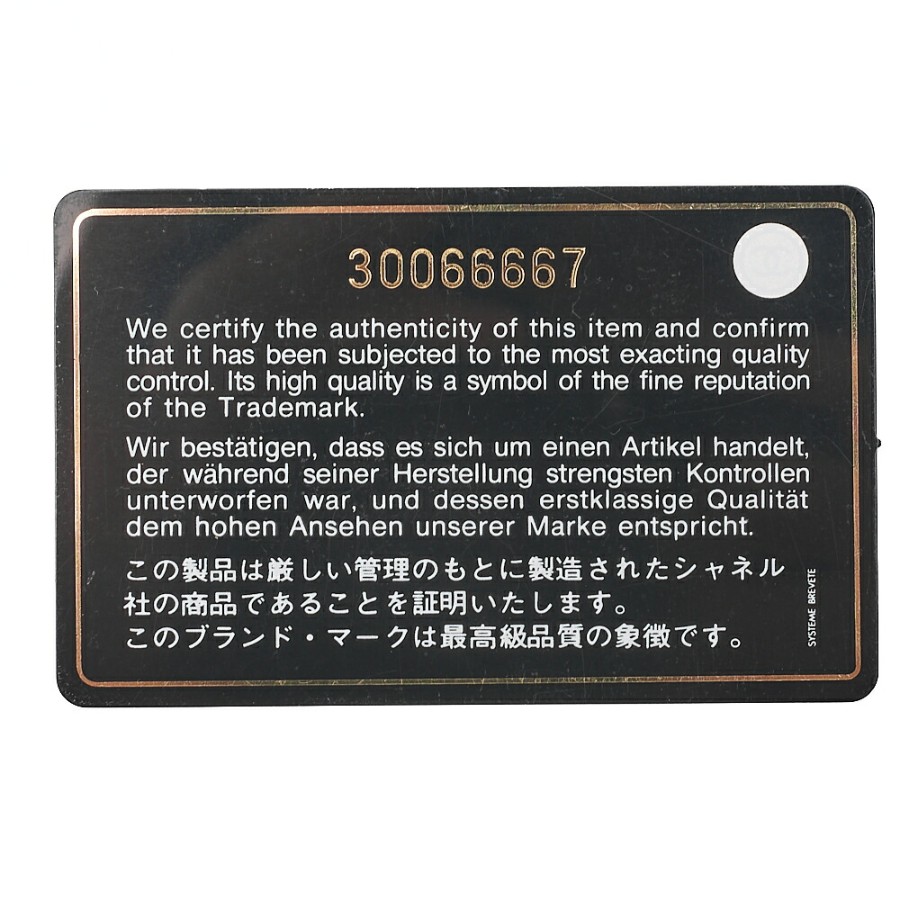 30066667
We certify the authenticity of this item and confirm
that it has been subjected to the most exacting quality
control. Its high quality is a symbol of the fine reputation
of the Trademark.
Wir bestätigen, dass es sich um einen Artikel handelt,
der während seiner Herstellung strengsten Kontrollen
unterworfen war, und dessen erstklassige Qualität
dem hohen Ansehen unserer Marke entspricht.
この製品は厳しい管理のもとに製造されたシャネル
社の商品であることを証明いたします。
このブランド・マークは最高級品質の象徴です。
SYSTEME BREVETE